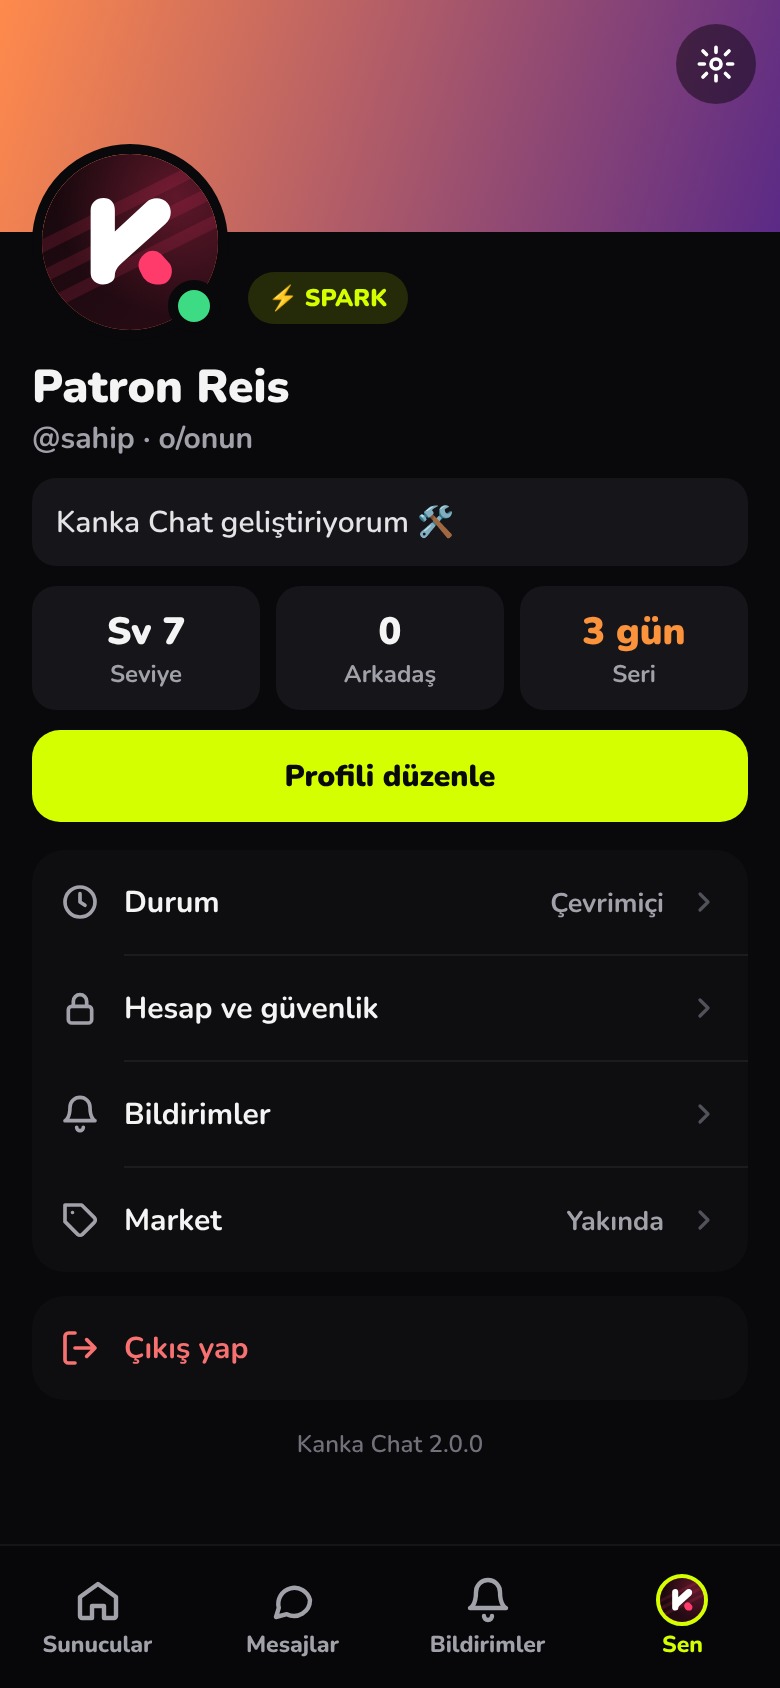 ⚡ SPARK
Patron Reis
@sahip · o/onun
Kanka Chat geliştiriyorum 🛠️
Sv 7
Seviye
0
Arkadaş
3 gün
Seri
Profili düzenle
Durum Çevrimiçi
Hesap ve güvenlik
Bildirimler
Market Yakında
Çıkış yap
Kanka Chat 2.0.0
Sunucular Mesajlar Bildirimler Sen